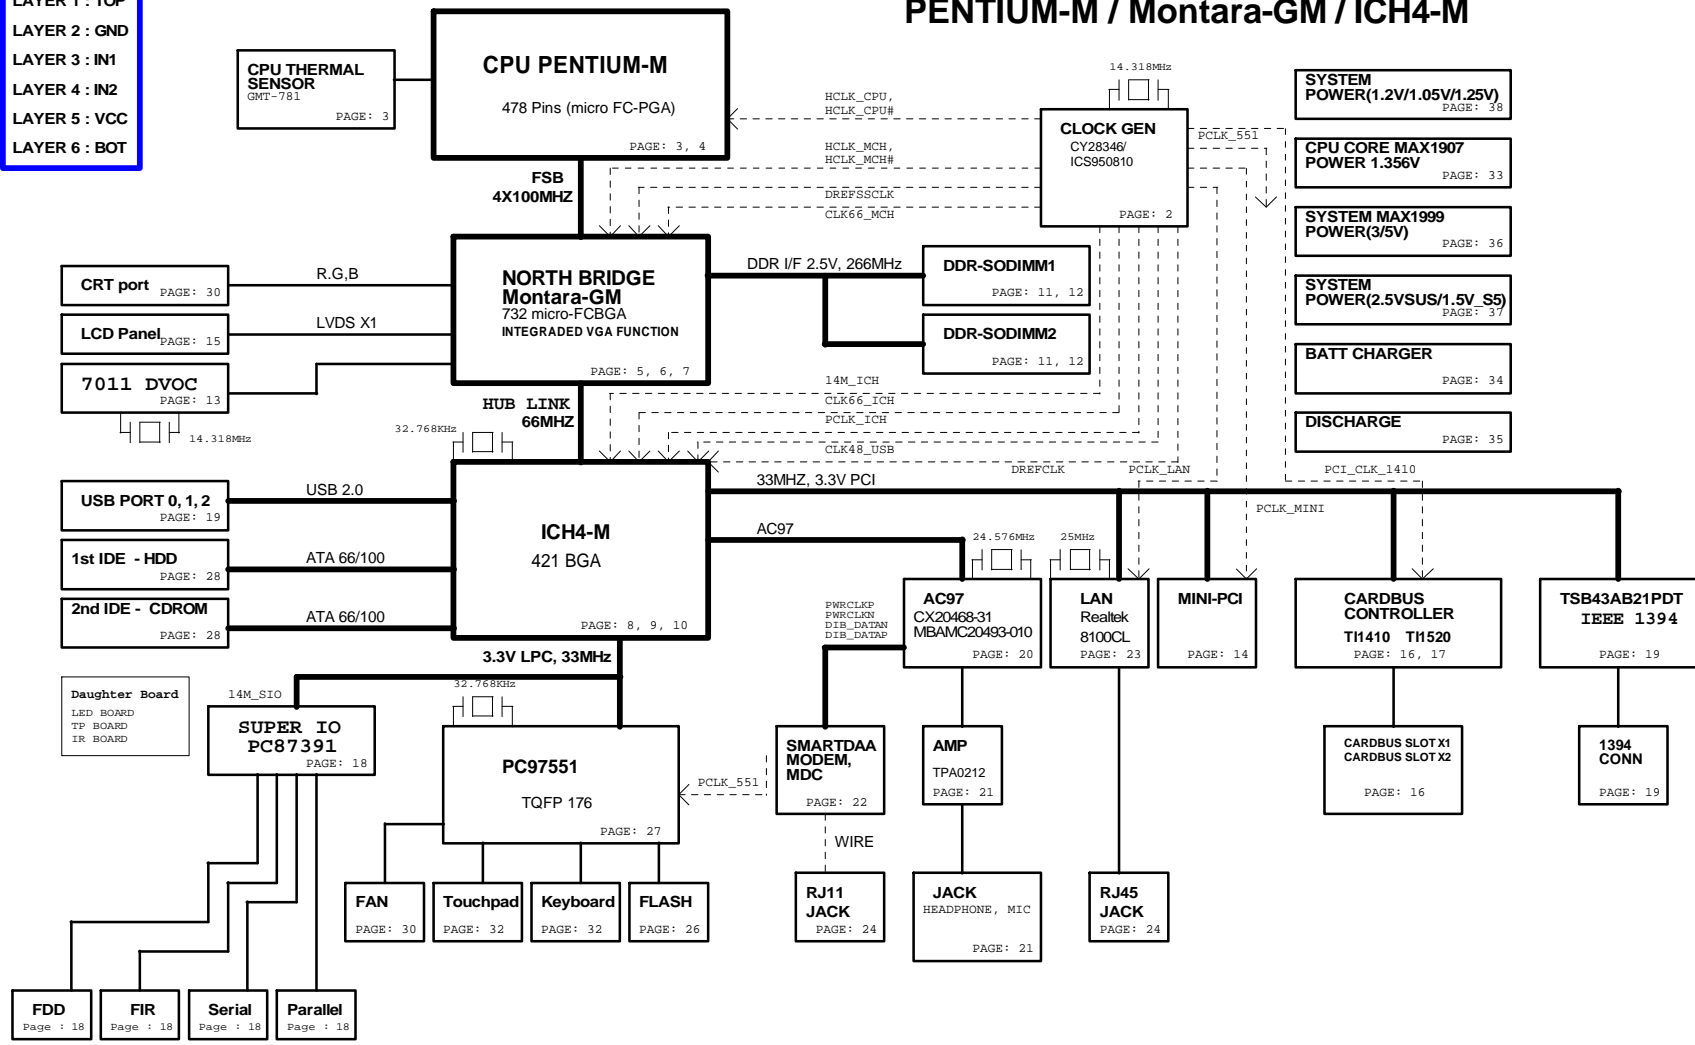 LAYER 1 : TOP
LAYER 2 : GND
LAYER 3 : IN1
LAYER 4 : IN2
LAYER 5 : VCC
LAYER 6 : BOT
PENTIUM-M / Montara-GM / ICH4-M
CPU THERMAL
SENSOR
GMT-781
PAGE: 3
CPU PENTIUM-M
478 Pins (micro FC-PGA)
PAGE: 3, 4
HCLK_CPU,
HCLK_CPU#
HCLK_MCH,
HCLK_MCH#
DREFSSCLK
CLK66_MCH
14.318MHz
CLOCK GEN
CY28346/
ICS950810
PAGE: 2
PCLK_551
SYSTEM
POWER(1.2V/1.05V/1.25V)
PAGE: 38
CPU CORE MAX1907
POWER 1.356V
PAGE: 33
SYSTEM MAX1999
POWER(3/5V)
PAGE: 36
SYSTEM
POWER(2.5VSUS/1.5V_S5)
PAGE: 37
BATT CHARGER
PAGE: 34
DISCHARGE
PAGE: 35
FSB
4X100MHZ
CRT port
PAGE: 30
R.G,B
LCD Panel
PAGE: 15
LVDS X1
7011 DVOC
PAGE: 13
14.318MHz
NORTH BRIDGE
Montara-GM
732 micro-FCBGA
INTEGRADED VGA FUNCTION
PAGE: 5, 6, 7
DDR I/F 2.5V, 266MHz
DDR-SODIMM1
PAGE: 11, 12
DDR-SODIMM2
PAGE: 11, 12
HUB LINK
66MHZ
32.768KHz
14M_ICH
CLK66_ICH
PCLK_ICH
CLK48_USB
DREFCLK
PCLK_LAN
PCI_CLK_1410
PCLK_MINI
USB PORT 0, 1, 2
PAGE: 19
USB 2.0
1st IDE - HDD
PAGE: 28
ATA 66/100
2nd IDE - CDROM
PAGE: 28
ATA 66/100
ICH4-M
421 BGA
PAGE: 8, 9, 10
33MHZ, 3.3V PCI
AC97
24.576MHz
25MHz
3.3V LPC, 33MHz
PWRCLKP
PWRCLKN
DIB_DATAN
DIB_DATAP
AC97
CX20468-31
MBAMC20493-010
PAGE: 20
LAN
Realtek
8100CL
PAGE: 23
MINI-PCI
PAGE: 14
CARDBUS
CONTROLLER
TI1410 TI1520
PAGE: 16, 17
TSB43AB21PDT
IEEE 1394
PAGE: 19
Daughter Board
LED BOARD
TP BOARD
IR BOARD
14M_SIO
SUPER IO
PC87391
PAGE: 18
32.768KHz
PC97551
TQFP 176
PAGE: 27
PCLK_551
SMARTDAA
MODEM,
MDC
PAGE: 22
AMP
TPA0212
PAGE: 21
CARDBUS SLOT X1
CARDBUS SLOT X2
PAGE: 16
1394
CONN
PAGE: 19
WIRE
FAN
PAGE: 30
Touchpad
PAGE: 32
Keyboard
PAGE: 32
FLASH
PAGE: 26
RJ11
JACK
PAGE: 24
JACK
HEADPHONE, MIC
PAGE: 21
RJ45
JACK
PAGE: 24
FDD
Page : 18
FIR
Page : 18
Serial
Page : 18
Parallel
Page : 18